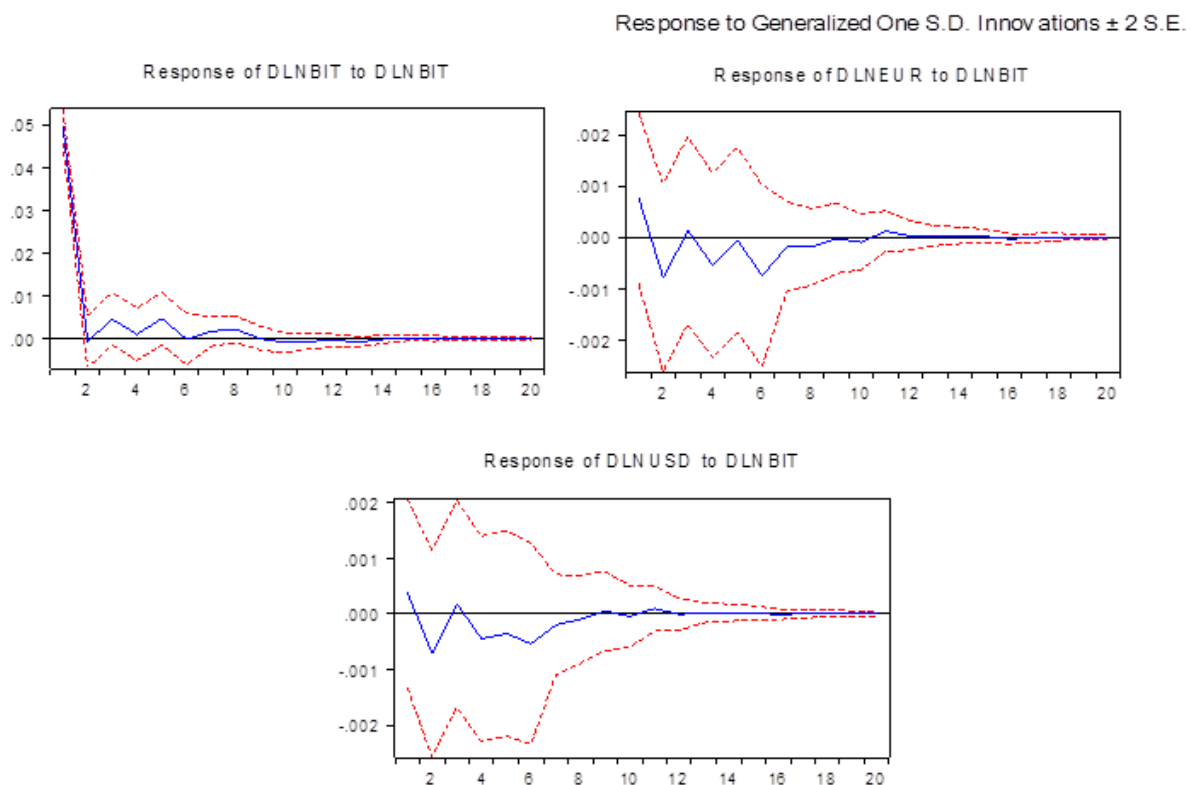 Response to Generalized One S.D. Innovations ± 2 S.E.
Response of DLNBIT to DLNBIT
.05
.04
.03
.02
.01
.00
2 4 6 8 10 12 14 16 18 20
Response of DLNEUR to DLNBIT
.002
.001
.000
-.001
-.002
2 4 6 8 10 12 14 16 18 20
Response of DLNUSD to DLNBIT
.002
.001
.000
-.001
-.002
2 4 6 8 10 12 14 16 18 20